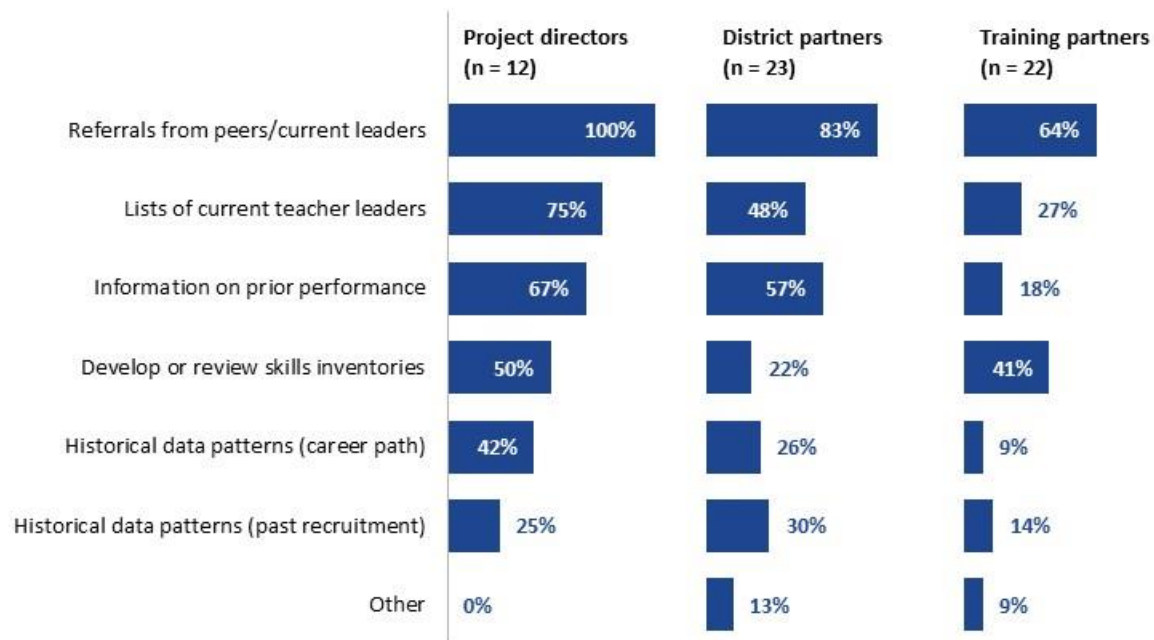 Project directors District partners Training partners
(n = 12) (n = 23) (n = 22)
Referrals from peers/current leaders 100% 83% 64%
Lists of current teacher leaders 75% 48% 27%
Information on prior performance 67% 57% 18%
Develop or review skills inventories 50% 22% 41%
Historical data patterns (career path) 42% 26% 9%
Historical data patterns (past recruitment) 25% 30% 14%
Other 0% 13% 9%